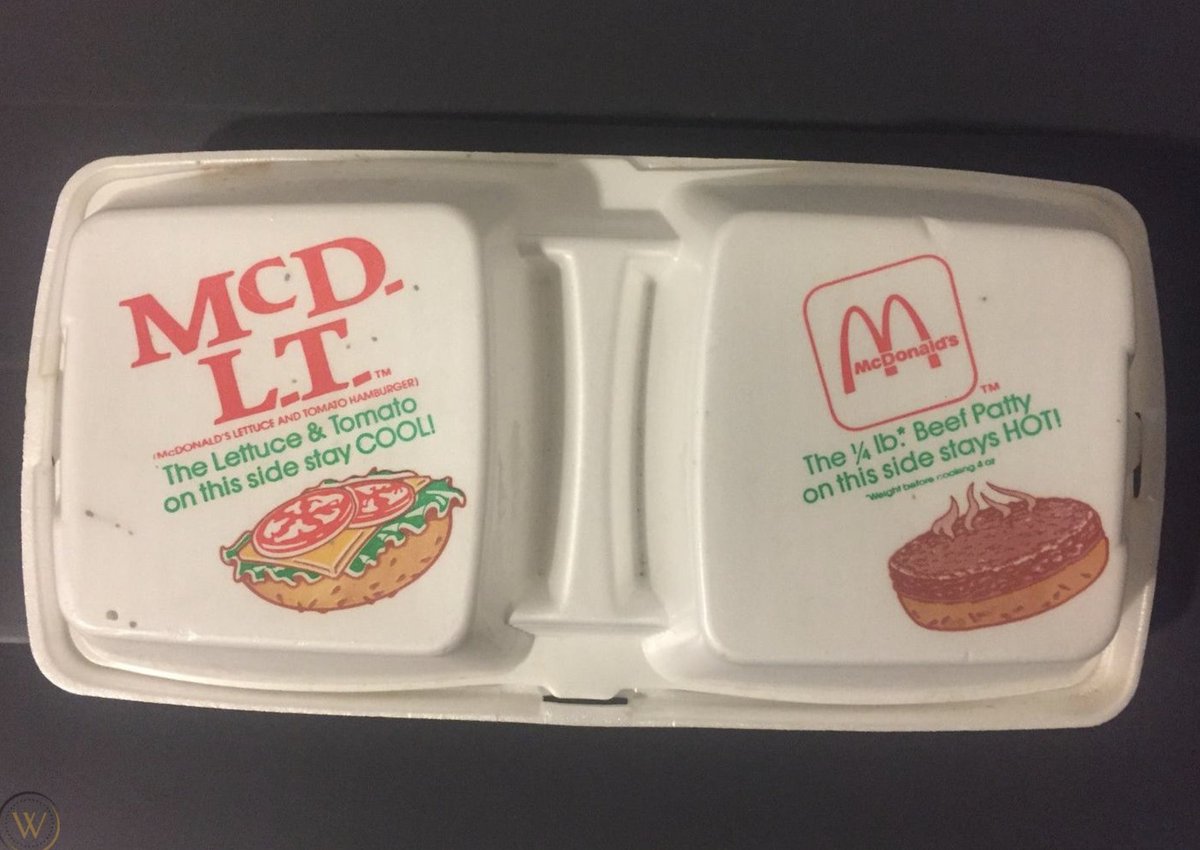 McD.
L.T.™
(McDONALD'S LETTUCE AND TOMATO HAMBURGER)
The Lettuce & Tomato
on this side stay COOL!
McDonald's
™
The ¼ lb.* Beef Patty
on this side stays HOT!
*Weight before cooking 4 oz
W